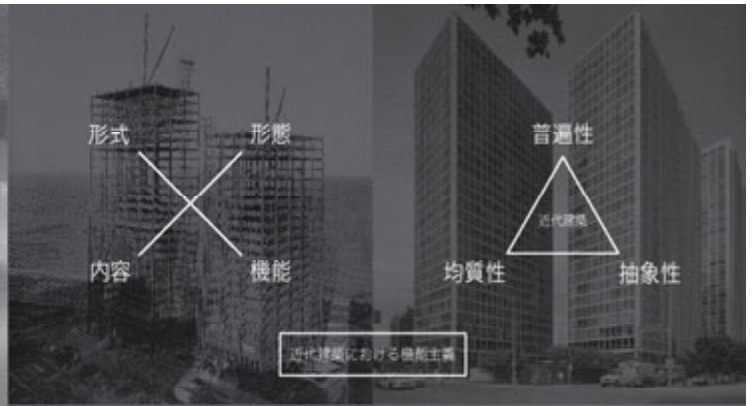 形式 形態
内容 機能
普遍性
近代建築
均質性 抽象性
近代建築における機能主義